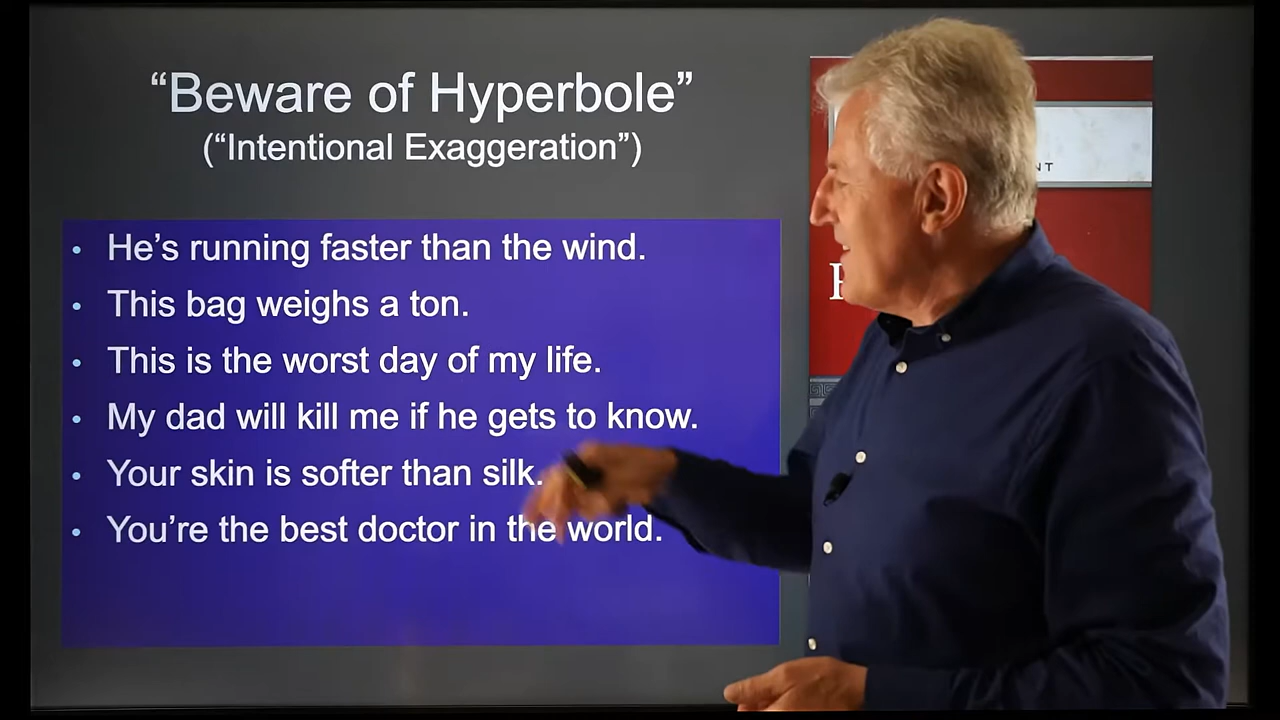 “Beware of Hyperbole”
(“Intentional Exaggeration”)
• He’s running faster than the wind.
• This bag weighs a ton.
• This is the worst day of my life.
• My dad will kill me if he gets to know.
• Your skin is softer than silk.
• You’re the best doctor in the world.